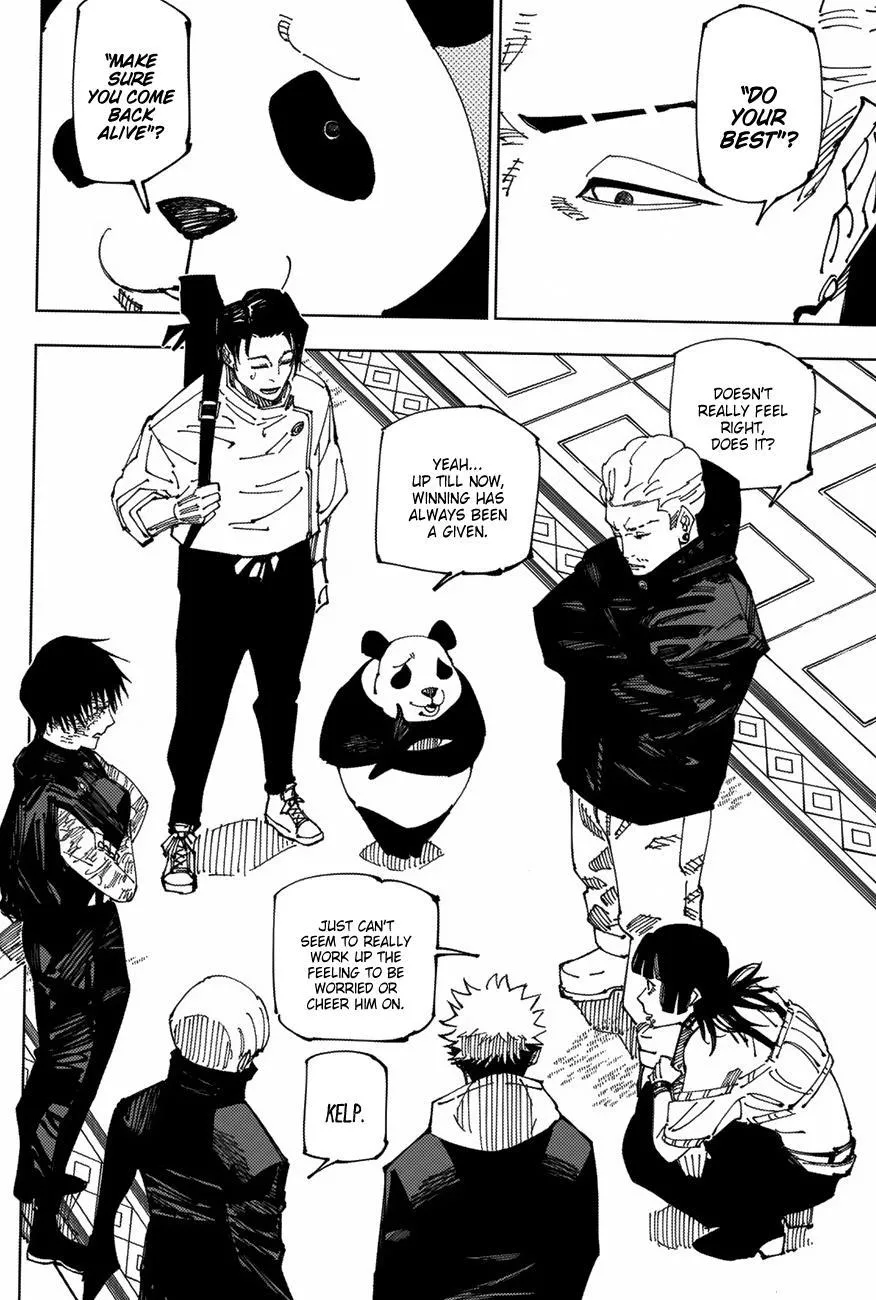 "DO
YOUR
BEST"?
"MAKE
SURE
YOU COME
BACK
ALIVE"?
DOESN'T
REALLY FEEL
RIGHT,
DOES IT?
YEAH...
UP TILL NOW,
WINNING HAS
ALWAYS BEEN
A GIVEN.
JUST CAN'T
SEEM TO REALLY
WORK UP THE
FEELING TO BE
WORRIED OR
CHEER HIM ON.
KELP.